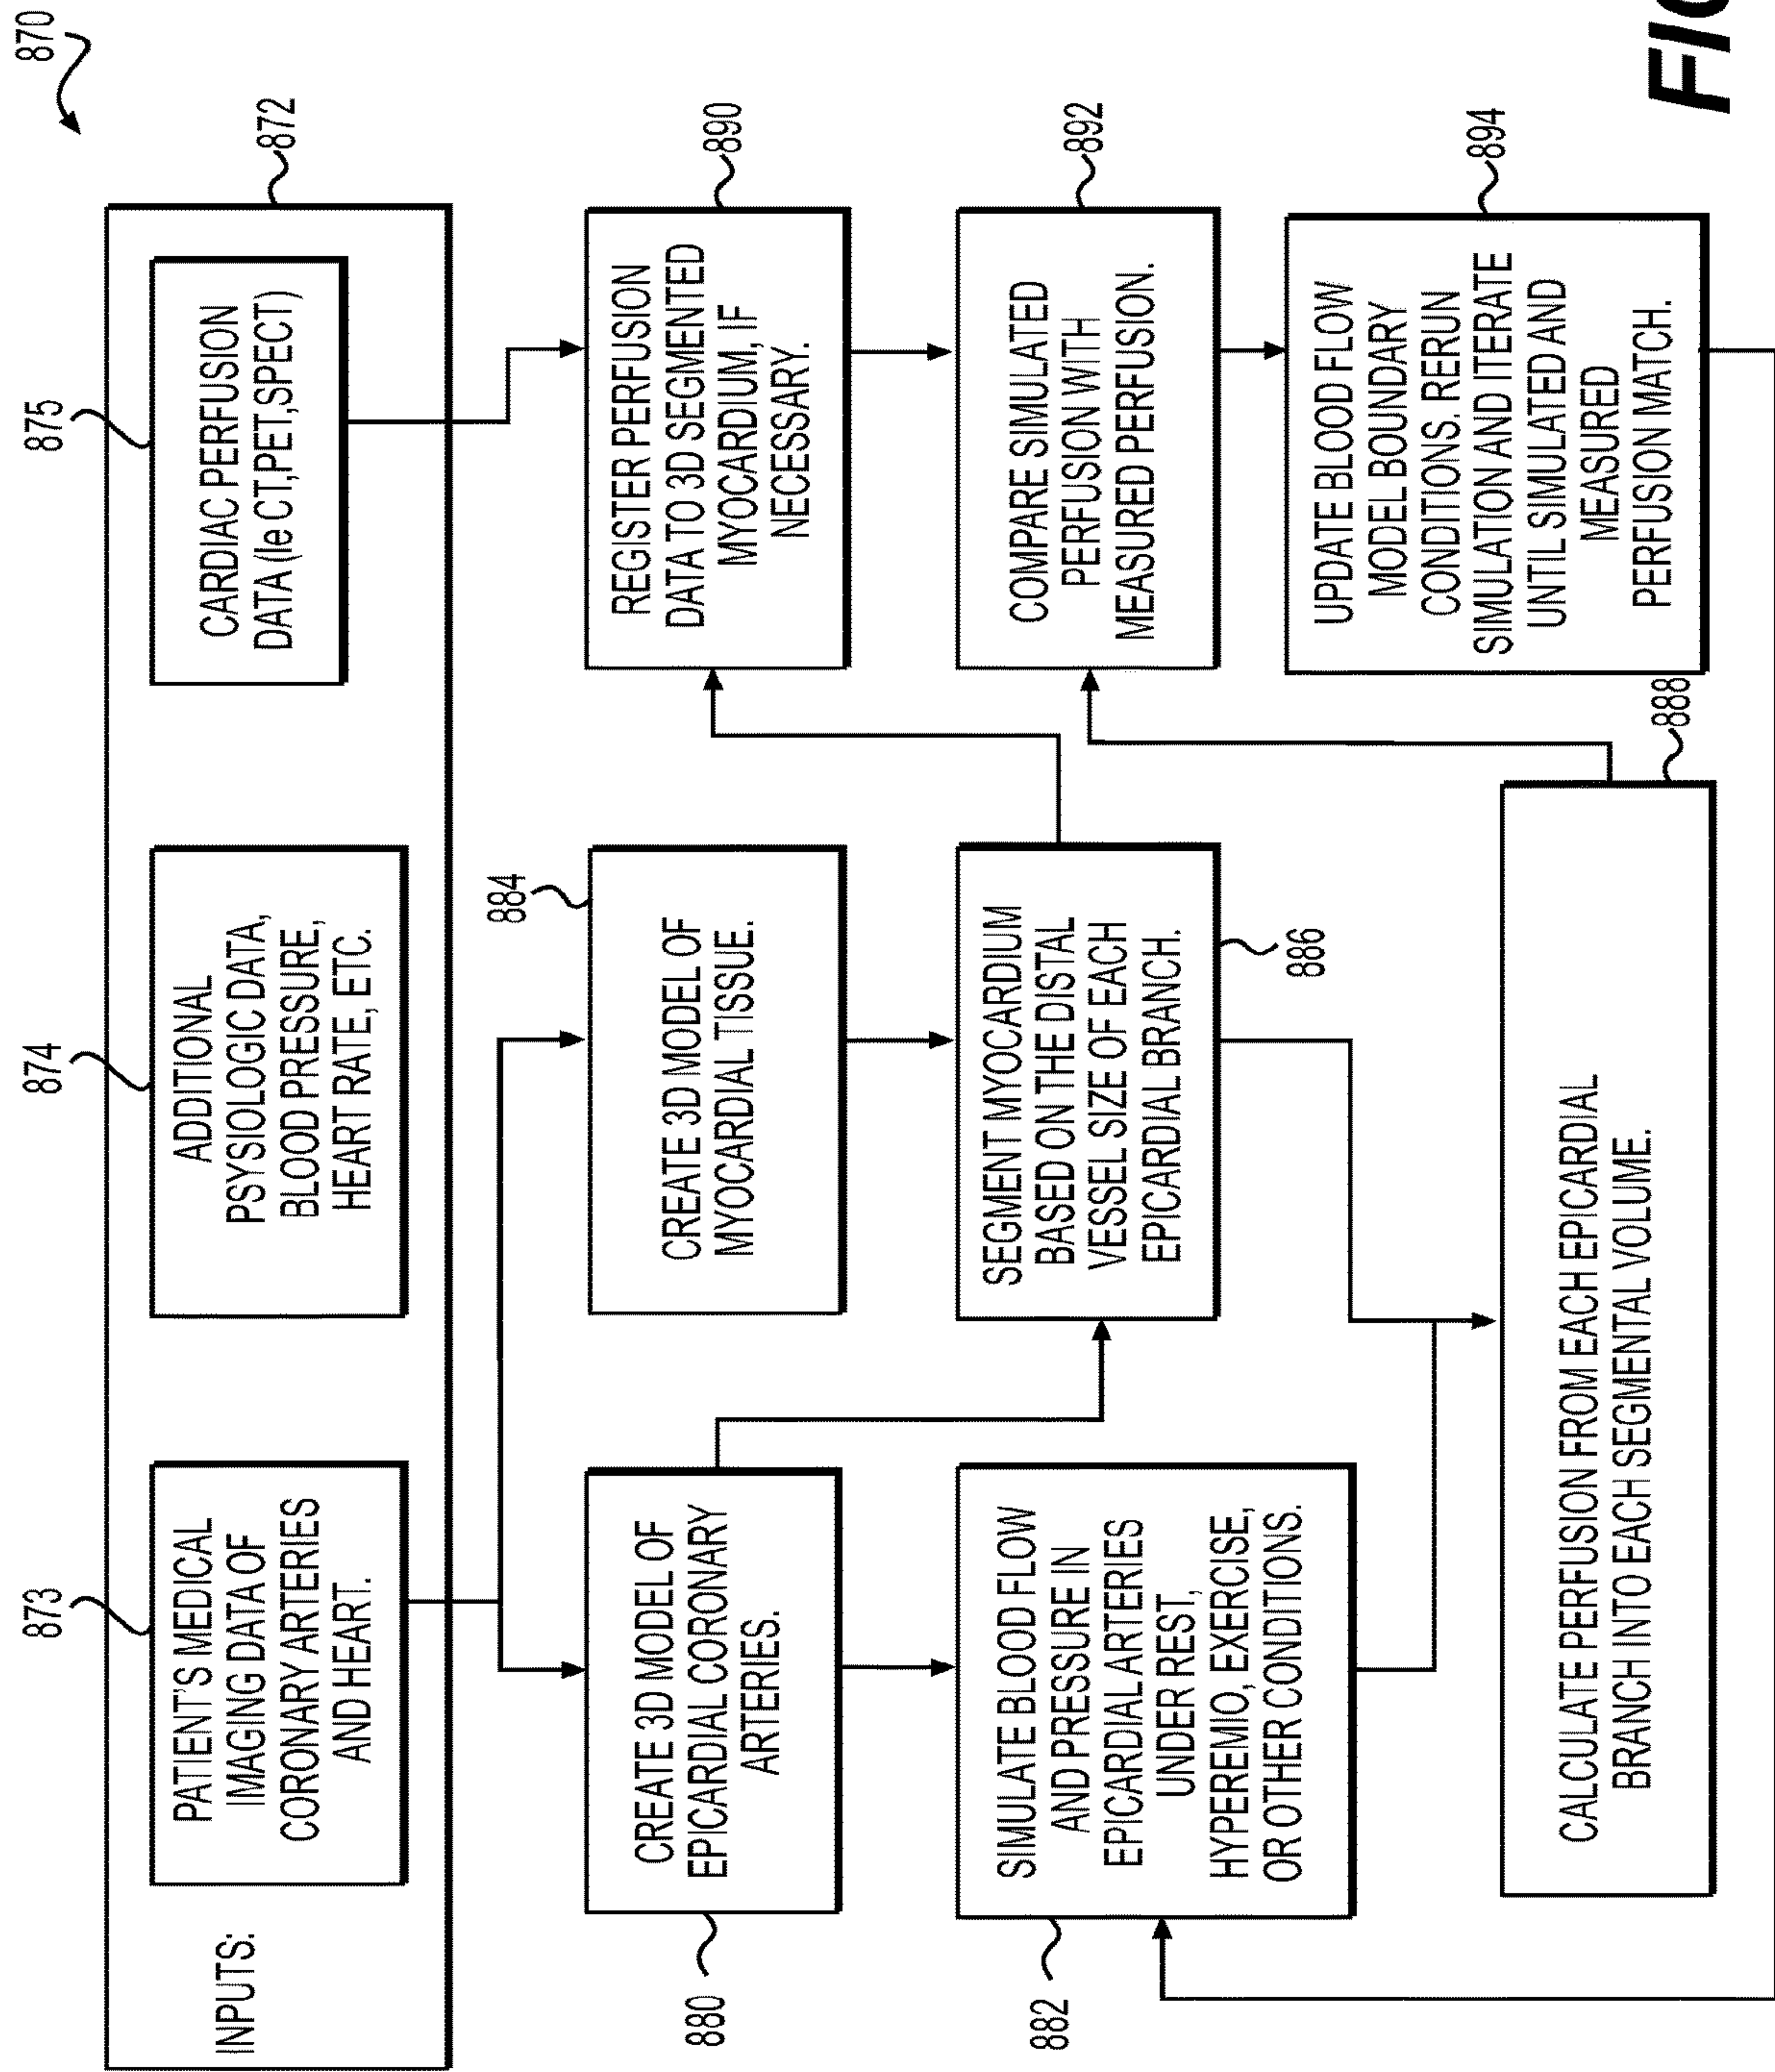 870
872
INPUTS:
873
PATIENT'S MEDICAL
IMAGING DATA OF
CORONARY ARTERIES
AND HEART.
874
ADDITIONAL
PSYSIOLOGIC DATA,
BLOOD PRESSURE,
HEART RATE, ETC.
875
CARDIAC PERFUSION
DATA (Ie CT,PET,SPECT)
880
CREATE 3D MODEL OF
EPICARDIAL CORONARY
ARTERIES.
884
CREATE 3D MODEL OF
MYOCARDIAL TISSUE.
890
REGISTER PERFUSION
DATA TO 3D SEGMENTED
MYOCARDIUM, IF
NECESSARY.
882
SIMULATE BLOOD FLOW
AND PRESSURE IN
EPICARDIAL ARTERIES
UNDER REST,
HYPEREMIO, EXERCISE,
OR OTHER CONDITIONS.
886
SEGMENT MYOCARDIUM
BASED ON THE DISTAL
VESSEL SIZE OF EACH
EPICARDIAL BRANCH.
892
COMPARE SIMULATED
PERFUSION WITH
MEASURED PERFUSION.
888
CALCULATE PERFUSION FROM EACH EPICARDIAL
BRANCH INTO EACH SEGMENTAL VOLUME.
894
UPDATE BLOOD FLOW
MODEL BOUNDARY
CONDITIONS. RERUN
SIMULATION AND ITERATE
UNTIL SIMULATED AND
MEASURED
PERFUSION MATCH.